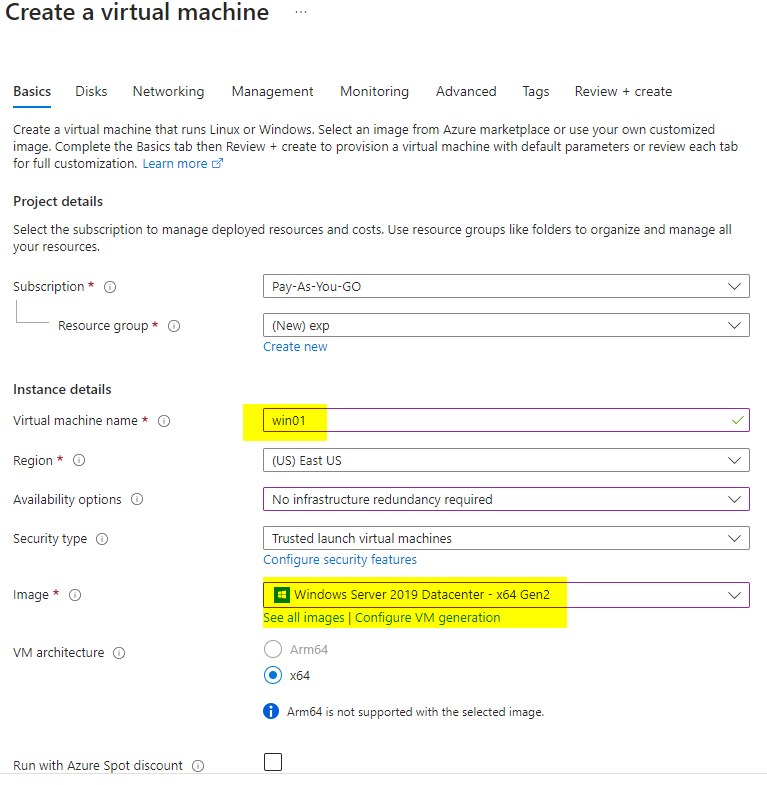 Create a virtual machine ...
Basics Disks Networking Management Monitoring Advanced Tags Review + create
Create a virtual machine that runs Linux or Windows. Select an image from Azure marketplace or use your own customized
image. Complete the Basics tab then Review + create to provision a virtual machine with default parameters or review each tab
for full customization. Learn more
Project details
Select the subscription to manage deployed resources and costs. Use resource groups like folders to organize and manage all
your resources.
Subscription * Pay-As-You-GO
Resource group * (New) exp
Create new
Instance details
Virtual machine name * win01
Region * (US) East US
Availability options No infrastructure redundancy required
Security type Trusted launch virtual machines
Configure security features
Image * Windows Server 2019 Datacenter - x64 Gen2
See all images | Configure VM generation
VM architecture Arm64
x64
Arm64 is not supported with the selected image.
Run with Azure Spot discount